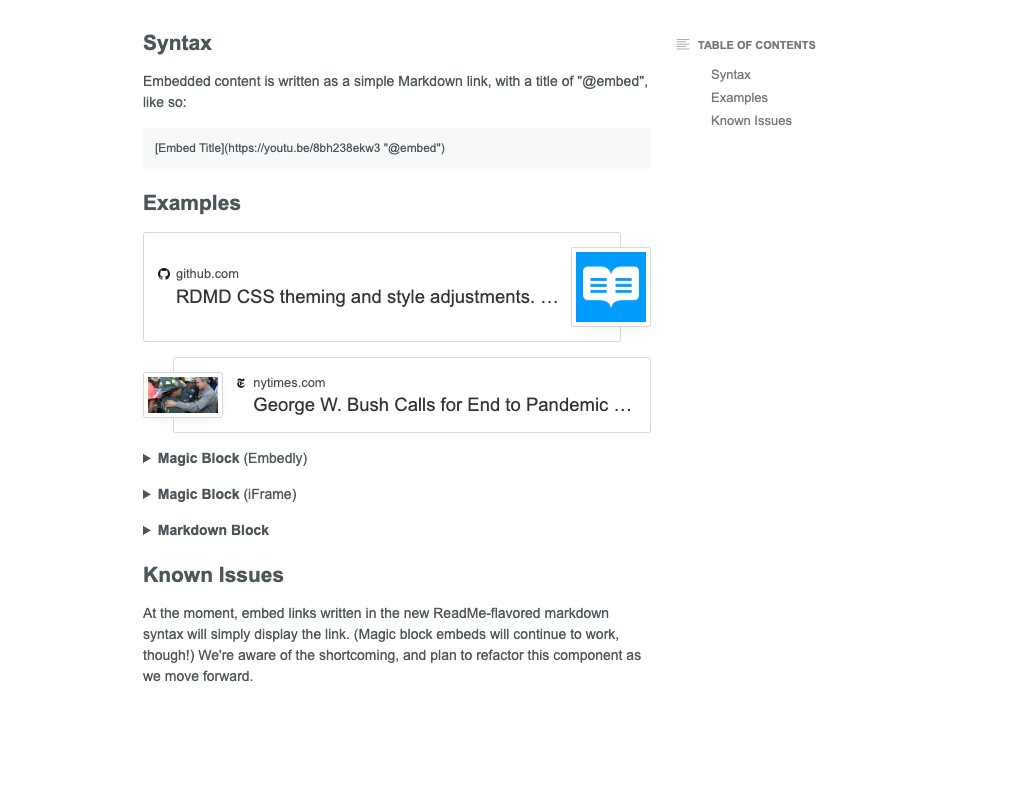 Syntax
Embedded content is written as a simple Markdown link, with a title of "@embed",
like so:
[Embed Title](https://youtu.be/8bh238ekw3 "@embed")
Examples
github.com
RDMD CSS theming and style adjustments. …
nytimes.com
George W. Bush Calls for End to Pandemic …
Magic Block (Embedly)
Magic Block (iFrame)
Markdown Block
Known Issues
At the moment, embed links written in the new ReadMe-flavored markdown
syntax will simply display the link. (Magic block embeds will continue to work,
though!) We're aware of the shortcoming, and plan to refactor this component as
we move forward.
TABLE OF CONTENTS
Syntax
Examples
Known Issues